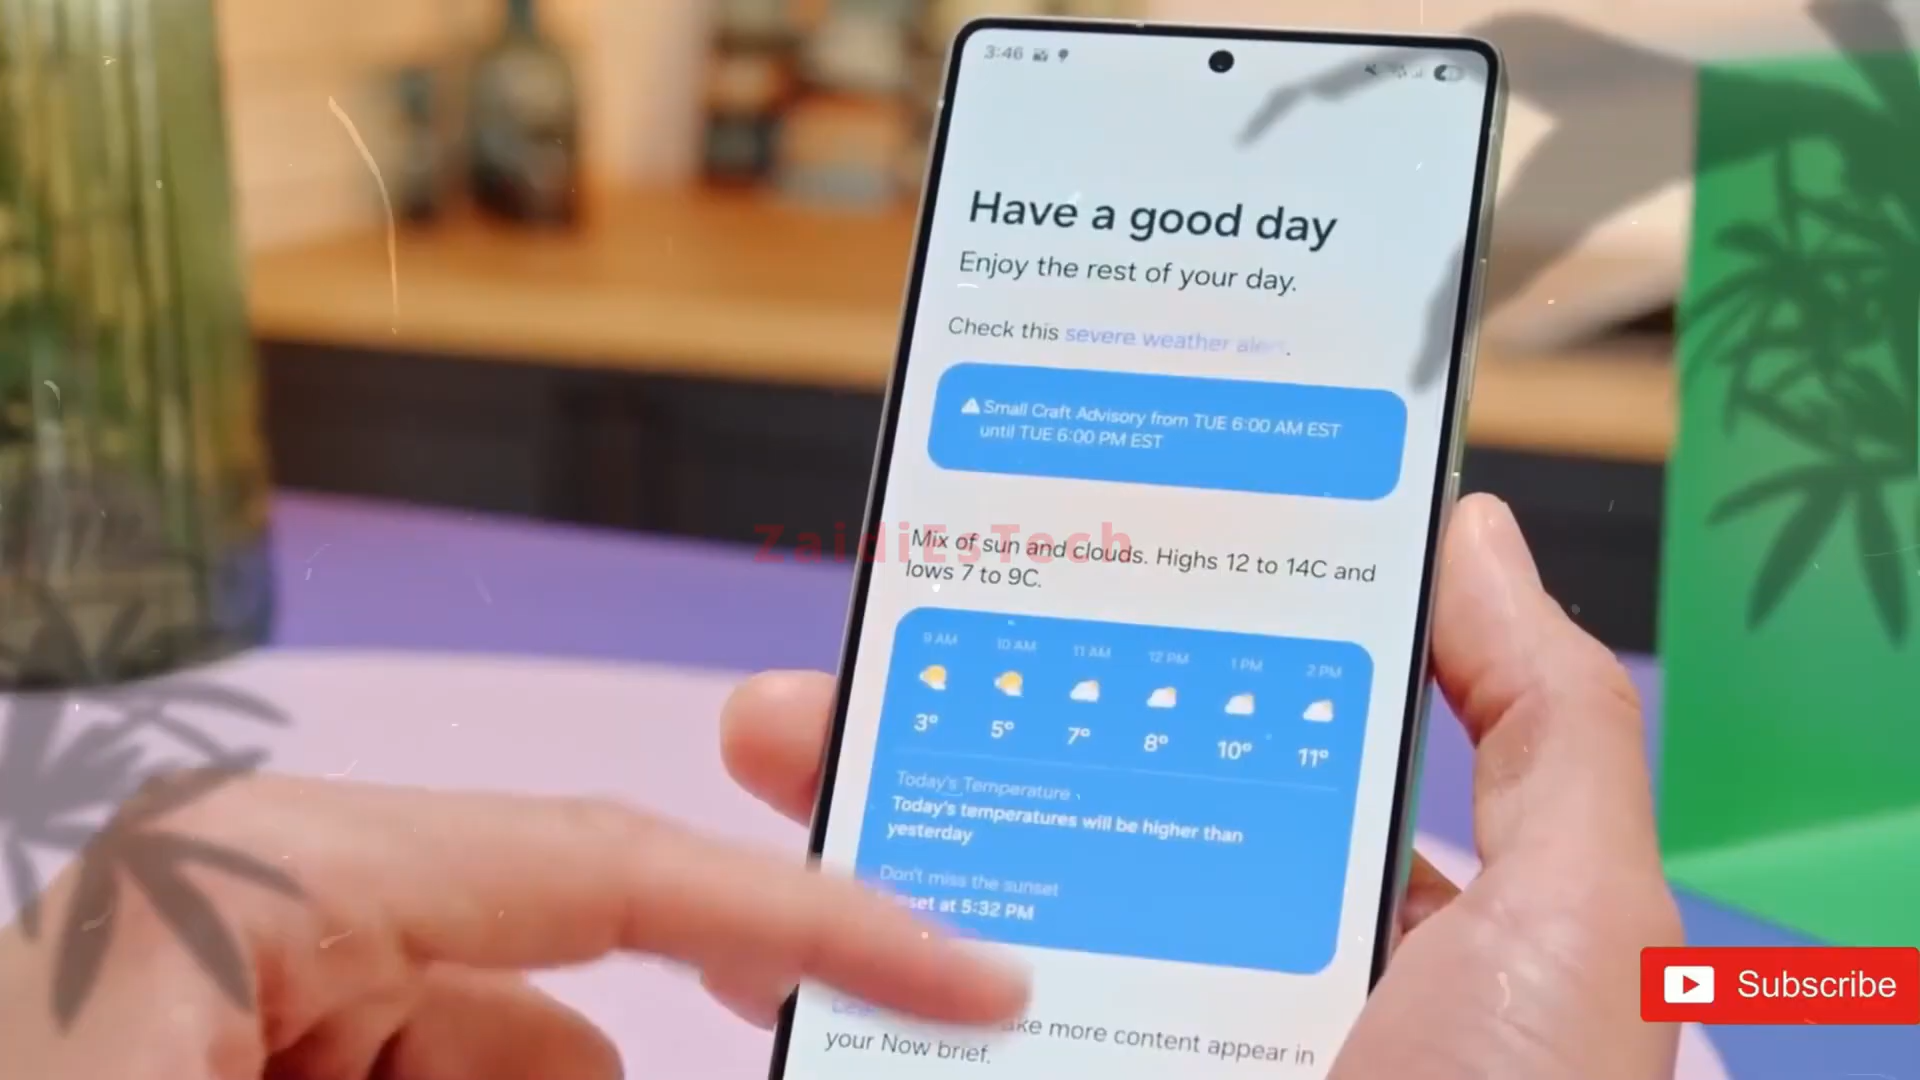 3:46
Have a good day
Enjoy the rest of your day.
Check this severe weather alert.
Small Craft Advisory from TUE 6:00 AM EST
until TUE 6:00 PM EST
ZaidiEsTech
Mix of sun and clouds. Highs 12 to 14C and
lows 7 to 9C.
9 AM 10 AM 11 AM 12 PM 1 PM 2 PM
3° 5° 7° 8° 10° 11°
Today's Temperature
Today's temperatures will be higher than
yesterday
Don't miss the sunset
at 5:32 PM
more content appear in
your Now brief.
Subscribe